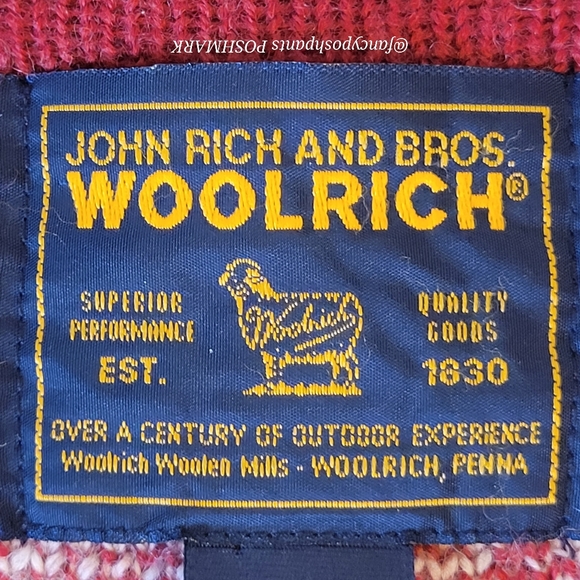 @fancyposhpants POSHMARK
JOHN RICH AND BROS.
WOOLRICH®
SUPERIOR
PERFORMANCE
EST.
Woolrich
QUALITY
GOODS
1830
OVER A CENTURY OF OUTDOOR EXPERIENCE
Woolrich Woolen Mills - WOOLRICH, PENNA